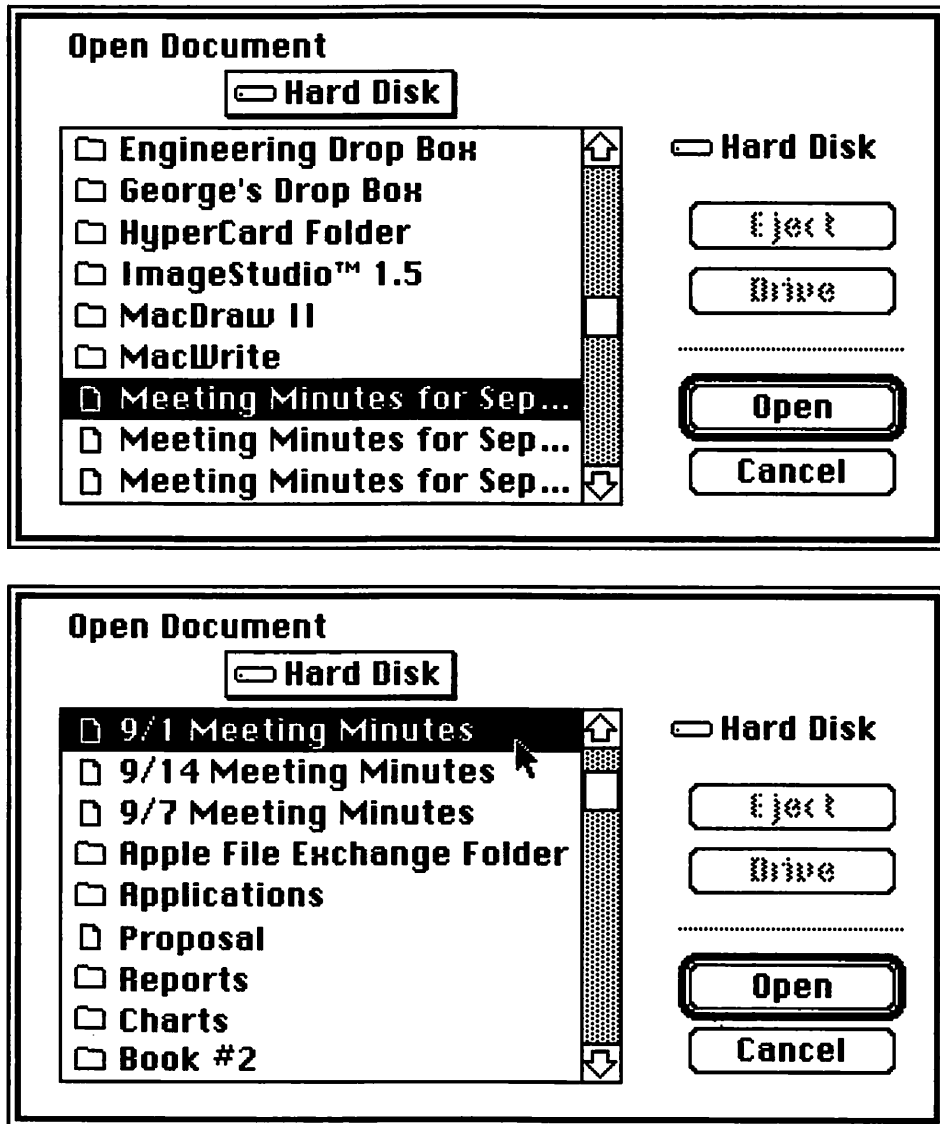 Open Document
Hard Disk
Engineering Drop Box
George's Drop Box
HyperCard Folder
ImageStudio™ 1.5
MacDraw II
MacWrite
Meeting Minutes for Sep...
Meeting Minutes for Sep...
Meeting Minutes for Sep...
Hard Disk
Eject
Drive
Open
Cancel
Open Document
Hard Disk
9/1 Meeting Minutes
9/14 Meeting Minutes
9/7 Meeting Minutes
Apple File Exchange Folder
Applications
Proposal
Reports
Charts
Book #2
Hard Disk
Eject
Drive
Open
Cancel